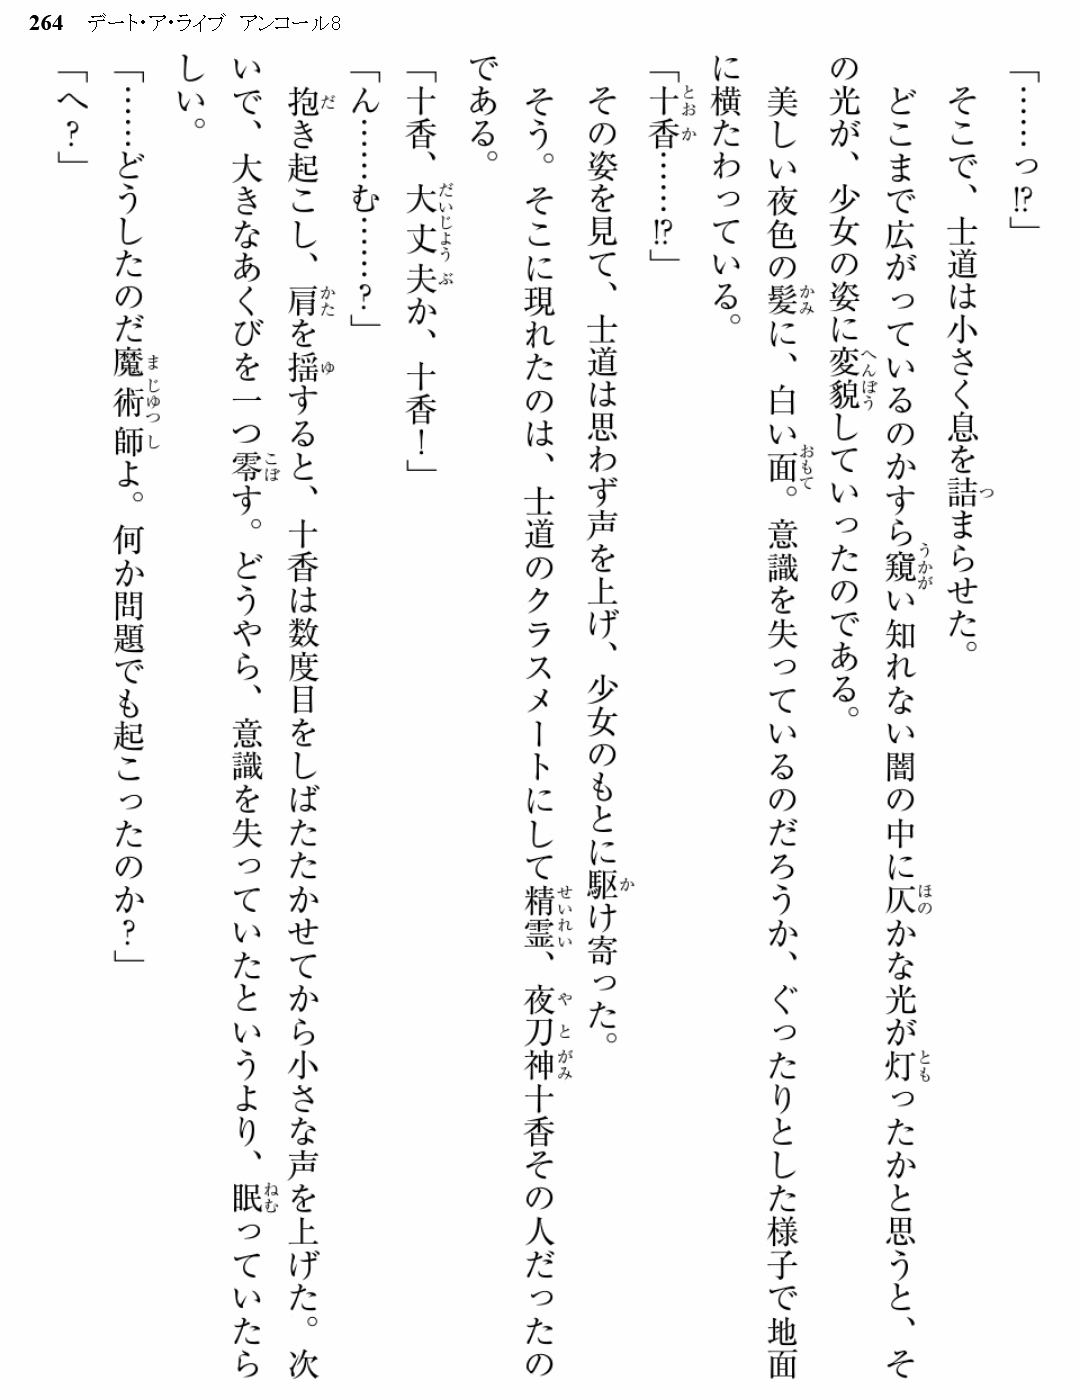 264 デート・ア・ライブ アンコール8
「……っ!?」
そこで、士道は小さく息を詰まらせた。
どこまで広がっているのかすら窺い知れない闇の中に仄かな光が灯ったかと思うと、そ
の光が、少女の姿に変貌していったのである。
美しい夜色の髪に、白い面。意識を失っているのだろうか、ぐったりとした様子で地面
に横たわっている。
「十香……!?」
その姿を見て、士道は思わず声を上げ、少女のもとに駆け寄った。
そう。そこに現れたのは、士道のクラスメートにして精霊、夜刀神十香その人だったの
である。
「十香、大丈夫か、十香！」
「ん……む……？」
抱き起こし、肩を揺すると、十香は数度目をしばたたかせてから小さな声を上げた。次
いで、大きなあくびを一つ零す。どうやら、意識を失っていたというより、眠っていたら
しい。
「……どうしたのだ魔術師よ。何か問題でも起こったのか？」
「へ？」